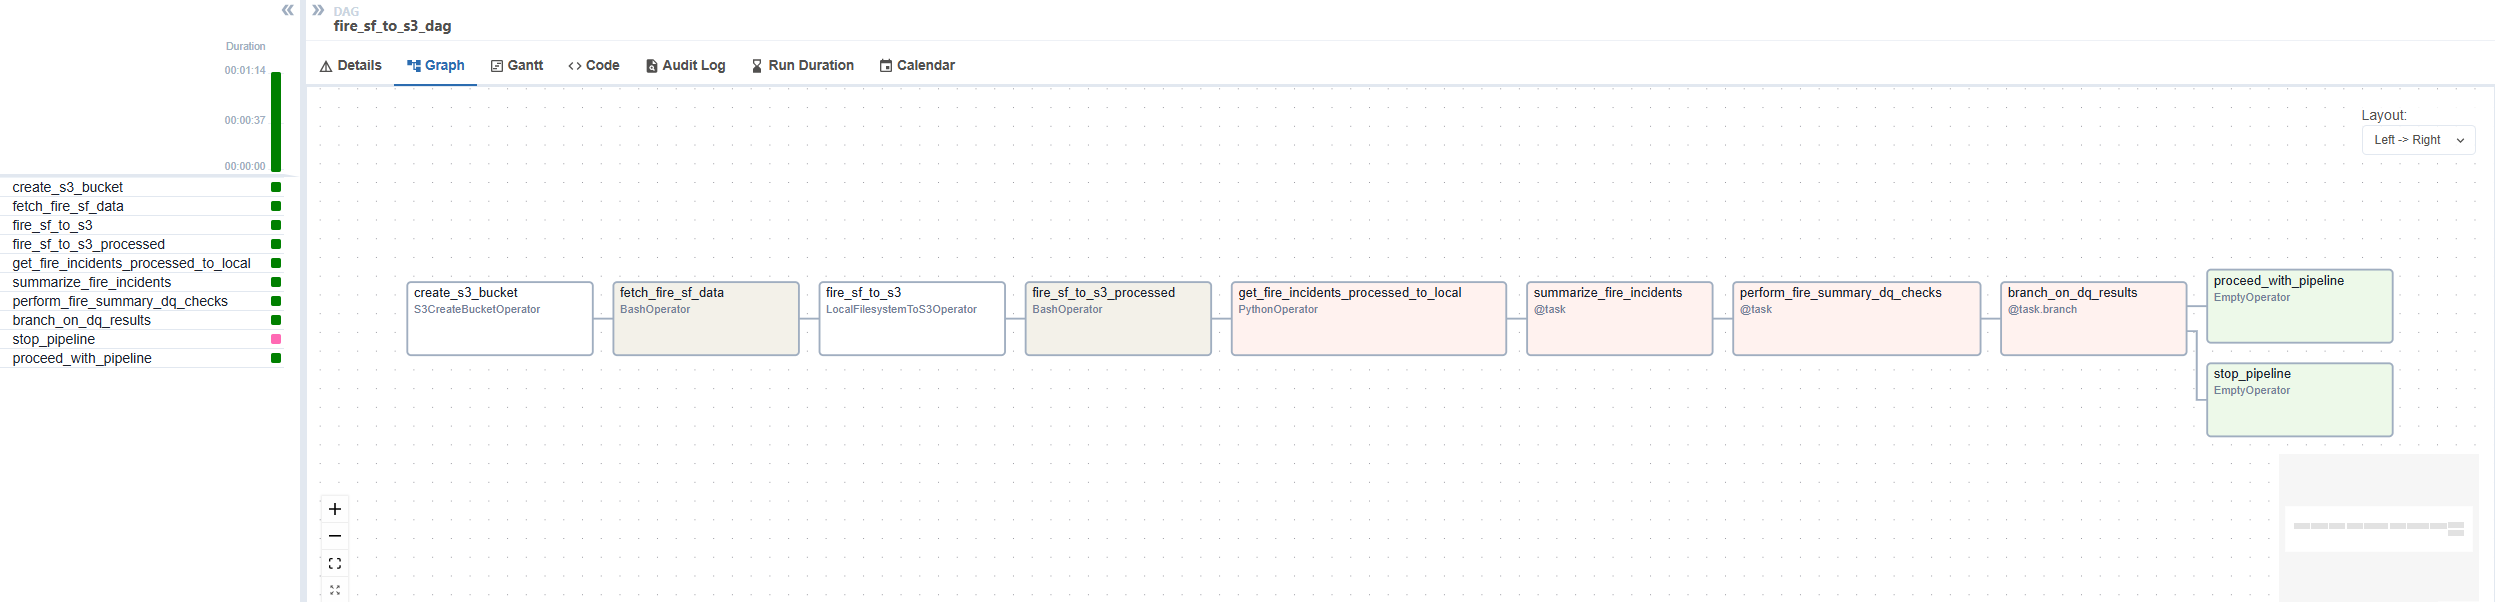 Duration
00:01:14
00:00:37
00:00:00
create_s3_bucket
fetch_fire_sf_data
fire_sf_to_s3
fire_sf_to_s3_processed
get_fire_incidents_processed_to_local
summarize_fire_incidents
perform_fire_summary_dq_checks
branch_on_dq_results
stop_pipeline
proceed_with_pipeline
DAG
fire_sf_to_s3_dag
Details
Graph
Gantt
Code
Audit Log
Run Duration
Calendar
Layout:
Left -> Right
create_s3_bucket
S3CreateBucketOperator
fetch_fire_sf_data
BashOperator
fire_sf_to_s3
LocalFilesystemToS3Operator
fire_sf_to_s3_processed
BashOperator
get_fire_incidents_processed_to_local
PythonOperator
summarize_fire_incidents
@task
perform_fire_summary_dq_checks
@task
branch_on_dq_results
@task.branch
proceed_with_pipeline
EmptyOperator
stop_pipeline
EmptyOperator